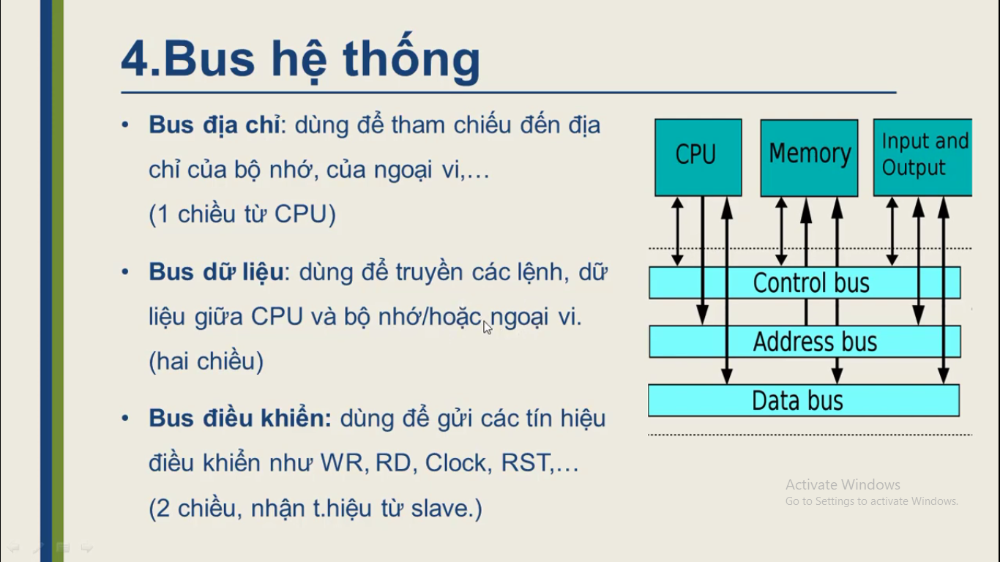 4.Bus hệ thống
• Bus địa chỉ: dùng để tham chiếu đến địa
chỉ của bộ nhớ, của ngoại vi,…
(1 chiều từ CPU)
• Bus dữ liệu: dùng để truyền các lệnh, dữ
liệu giữa CPU và bộ nhớ/hoặc ngoại vi.
(hai chiều)
• Bus điều khiển: dùng để gửi các tín hiệu
điều khiển như WR, RD, Clock, RST,…
(2 chiều, nhận t.hiệu từ slave.)
CPU
Memory
Input and
Output
Control bus
Address bus
Data bus
Activate Windows
Go to Settings to activate Windows.